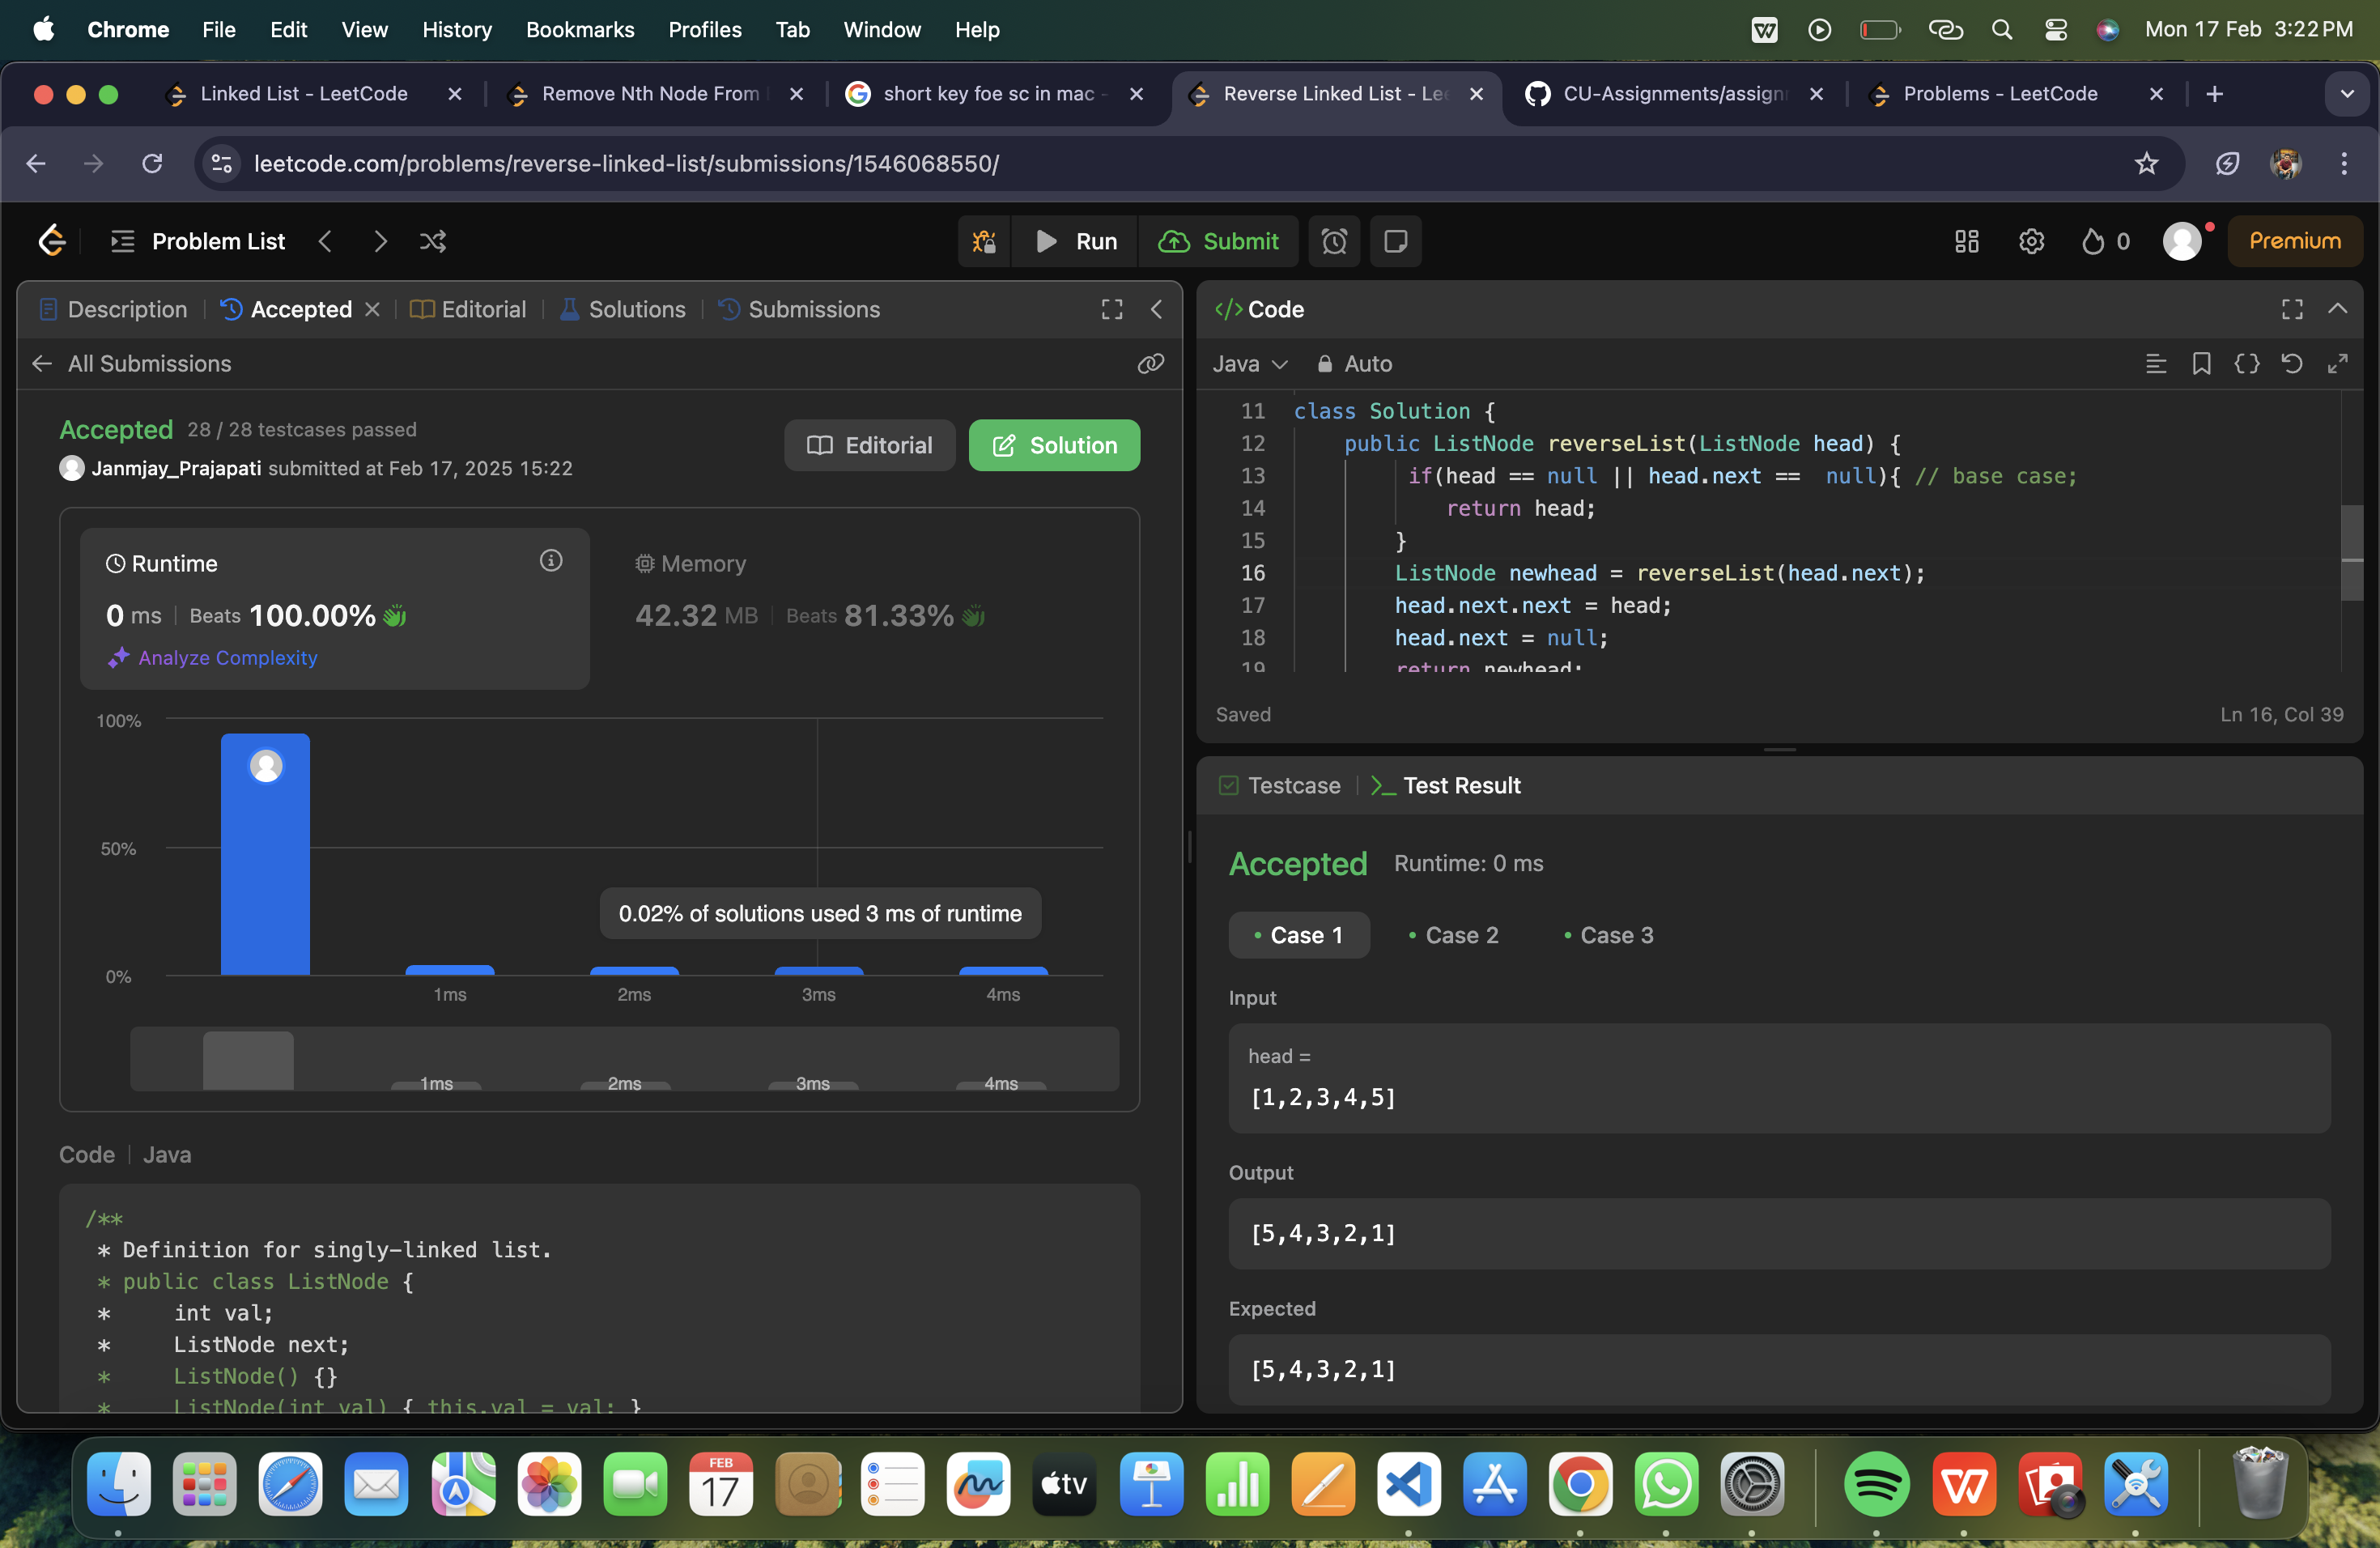 Chrome File Edit View History Bookmarks Profiles Tab Window Help Mon 17 Feb 3:22 PM
Linked List - LeetCode Remove Nth Node From short key foe sc in mac - Reverse Linked List - Lee CU-Assignments/assign Problems - LeetCode
leetcode.com/problems/reverse-linked-list/submissions/1546068550/
Problem List Run Submit 0 Premium
Description Accepted Editorial Solutions Submissions
All Submissions
Accepted 28 / 28 testcases passed
Janmjay_Prajapati submitted at Feb 17, 2025 15:22
Editorial Solution
Runtime
0 ms Beats 100.00%
Analyze Complexity
Memory
42.32 MB Beats 81.33%
100%
50%
0%
0.02% of solutions used 3 ms of runtime
1ms 2ms 3ms 4ms
1ms 2ms 3ms 4ms
Code Java
/**
 * Definition for singly-linked list.
 * public class ListNode {
 *     int val;
 *     ListNode next;
 *     ListNode() {}
 *     ListNode(int val) { this.val = val; }
</> Code
Java Auto
11 class Solution {
12     public ListNode reverseList(ListNode head) {
13          if(head == null || head.next ==  null){ // base case;
14             return head;
15         }
16         ListNode newhead = reverseList(head.next);
17         head.next.next = head;
18         head.next = null;
19         return newhead;
Saved Ln 16, Col 39
Testcase >_ Test Result
Accepted Runtime: 0 ms
• Case 1 • Case 2 • Case 3
Input
head =
[1,2,3,4,5]
Output
[5,4,3,2,1]
Expected
[5,4,3,2,1]
FEB
17
tv